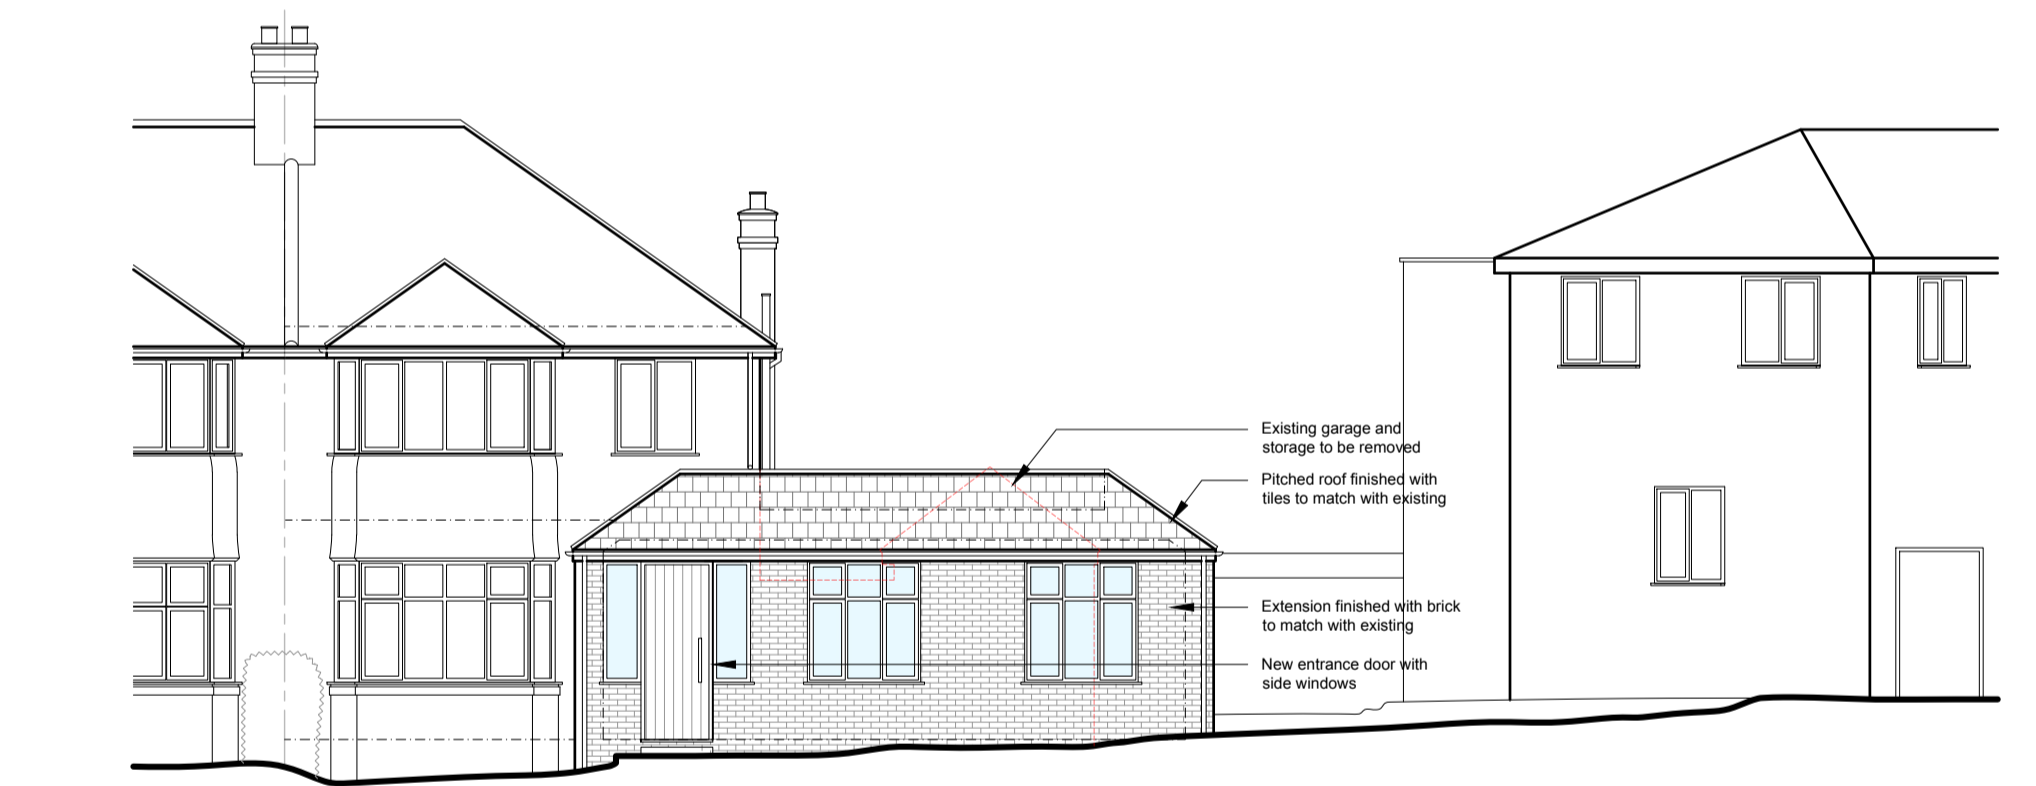 Existing garage and
storage to be removed
Pitched roof finished with
tiles to match with existing
Extension finished with brick
to match with existing
New entrance door with
side windows